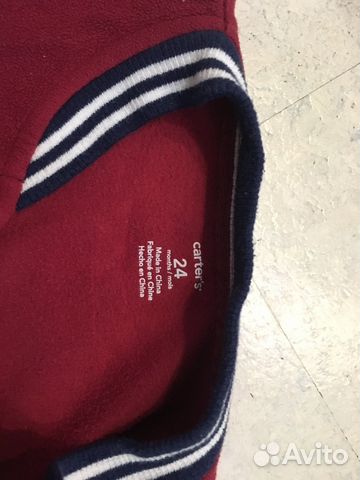 carter's
24
months / mois
Made in China
Fabriqué en Chine
Hecho en China
Avito